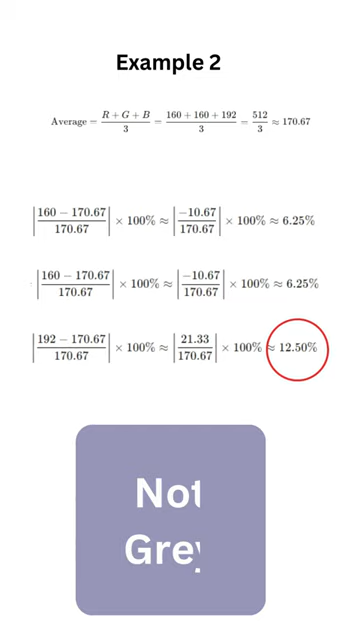 Example 2
Average = (R + G + B)/3 = (160 + 160 + 192)/3 = 512/3 ≈ 170.67
|(160 − 170.67)/170.67| × 100% ≈ |−10.67/170.67| × 100% ≈ 6.25%
|(160 − 170.67)/170.67| × 100% ≈ |−10.67/170.67| × 100% ≈ 6.25%
|(192 − 170.67)/170.67| × 100% ≈ |21.33/170.67| × 100% ≈ 12.50%
Not
Grey